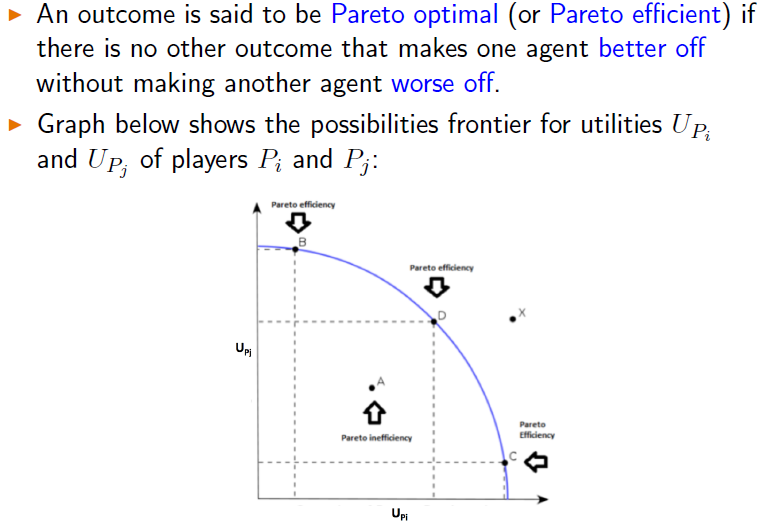 ► An outcome is said to be Pareto optimal (or Pareto efficient) if
there is no other outcome that makes one agent better off
without making another agent worse off.
► Graph below shows the possibilities frontier for utilities U_{P_i}
and U_{P_j} of players P_i and P_j:
Pareto efficiency
B
Pareto efficiency
D
X
U_{Pj}
A
Pareto inefficiency
Pareto
Efficiency
C
U_{Pi}